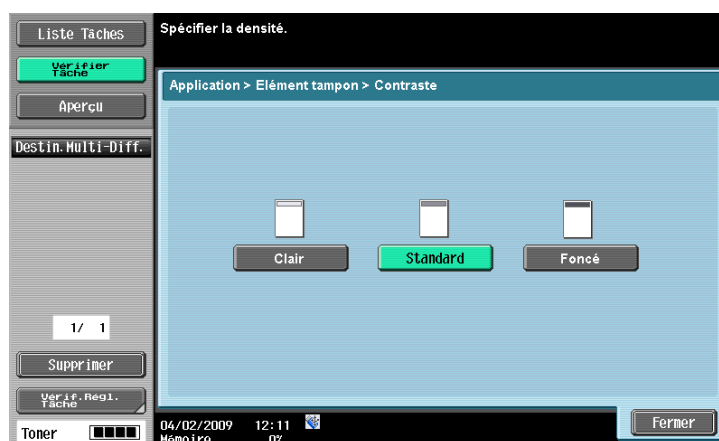 Liste Tâches
Vérifier
Tâche
Aperçu
Destin.Multi-Diff.
1/ 1
Supprimer
Vérif.Régl.
Tâche
Toner
Spécifier la densité.
Application > Elément tampon > Contraste
Clair
Standard
Foncé
Fermer
04/02/2009 12:11
Mémoire 0%